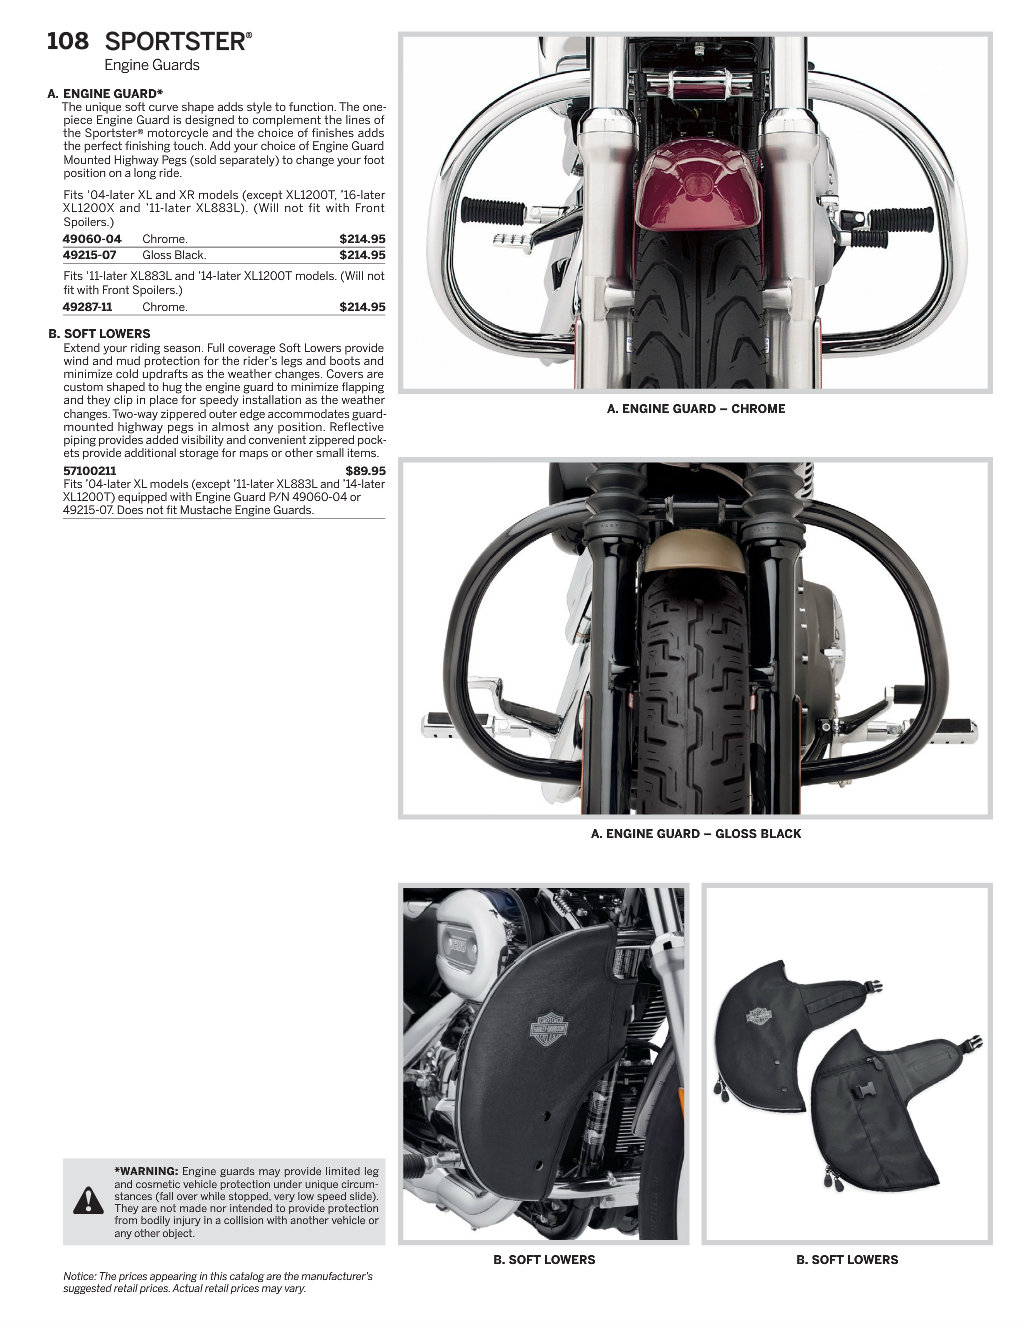 108 SPORTSTER®
Engine Guards
A. ENGINE GUARD*
The unique soft curve shape adds style to function. The one-
piece Engine Guard is designed to complement the lines of
the Sportster® motorcycle and the choice of finishes adds
the perfect finishing touch. Add your choice of Engine Guard
Mounted Highway Pegs (sold separately) to change your foot
position on a long ride.
Fits '04-later XL and XR models (except XL1200T, '16-later
XL1200X and '11-later XL883L). (Will not fit with Front
Spoilers.)
49060-04 Chrome. $214.95
49215-07 Gloss Black. $214.95
Fits '11-later XL883L and '14-later XL1200T models. (Will not
fit with Front Spoilers.)
49287-11 Chrome. $214.95
B. SOFT LOWERS
Extend your riding season. Full coverage Soft Lowers provide
wind and mud protection for the rider's legs and boots and
minimize cold updrafts as the weather changes. Covers are
custom shaped to hug the engine guard to minimize flapping
and they clip in place for speedy installation as the weather
changes. Two-way zippered outer edge accommodates guard-
mounted highway pegs in almost any position. Reflective
piping provides added visibility and convenient zippered pock-
ets provide additional storage for maps or other small items.
57100211 $89.95
Fits '04-later XL models (except '11-later XL883L and '14-later
XL1200T) equipped with Engine Guard P/N 49060-04 or
49215-07. Does not fit Mustache Engine Guards.
A. ENGINE GUARD – CHROME
A. ENGINE GUARD – GLOSS BLACK
HARLEY-DAVIDSON
B. SOFT LOWERS
B. SOFT LOWERS
*WARNING: Engine guards may provide limited leg
and cosmetic vehicle protection under unique circum-
stances (fall over while stopped, very low speed slide).
They are not made nor intended to provide protection
from bodily injury in a collision with another vehicle or
any other object.
Notice: The prices appearing in this catalog are the manufacturer's
suggested retail prices. Actual retail prices may vary.